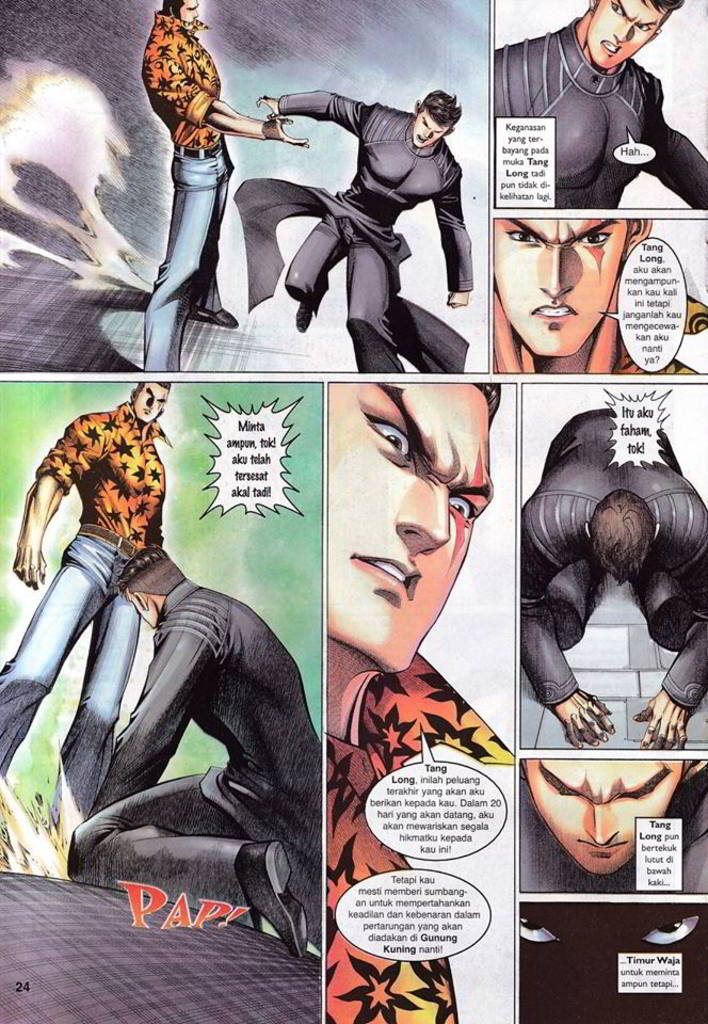 Keganasan
yang ter-
bayang pada
muka Tang
Long tadi
pun tidak di-
kelihatan lagi.
Hah...
Tang
Long,
aku akan
mengampun-
kan kau kali
ini tetapi
janganlah kau
mengecewa-
kan aku
nanti
ya?
Minta
ampun, tok!
aku telah
tersesat
akal tadi!
PAP!
Tang
Long, inilah peluang
terakhir yang akan aku
berikan kepada kau. Dalam 20
hari yang akan datang, aku
akan mewariskan segala
hikmatku kepada
kau ini!
Tetapi kau
mesti memberi sumbang-
an untuk mempertahankan
keadilan dan kebenaran dalam
pertarungan yang akan
diadakan di Gunung
Kuning nanti!
Itu aku
faham,
tok!
Tang
Long pun
bertekuk
lutut di
bawah
kaki...
...Timur Waja
untuk meminta
ampun tetapi...
24